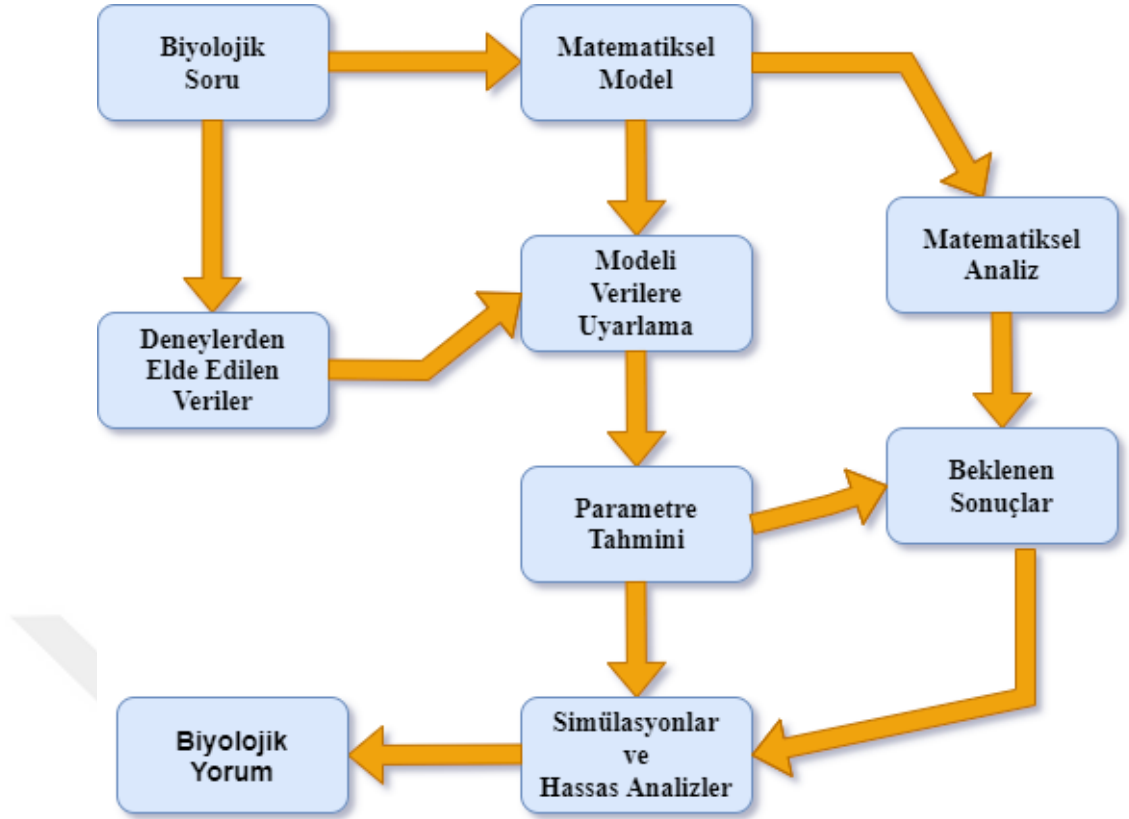 Biyolojik
Soru
Matematiksel
Model
Matematiksel
Analiz
Modeli
Verilere
Uyarlama
Deneylerden
Elde Edilen
Veriler
Parametre
Tahmini
Beklenen
Sonuçlar
Simülasyonlar
ve
Hassas Analizler
Biyolojik
Yorum